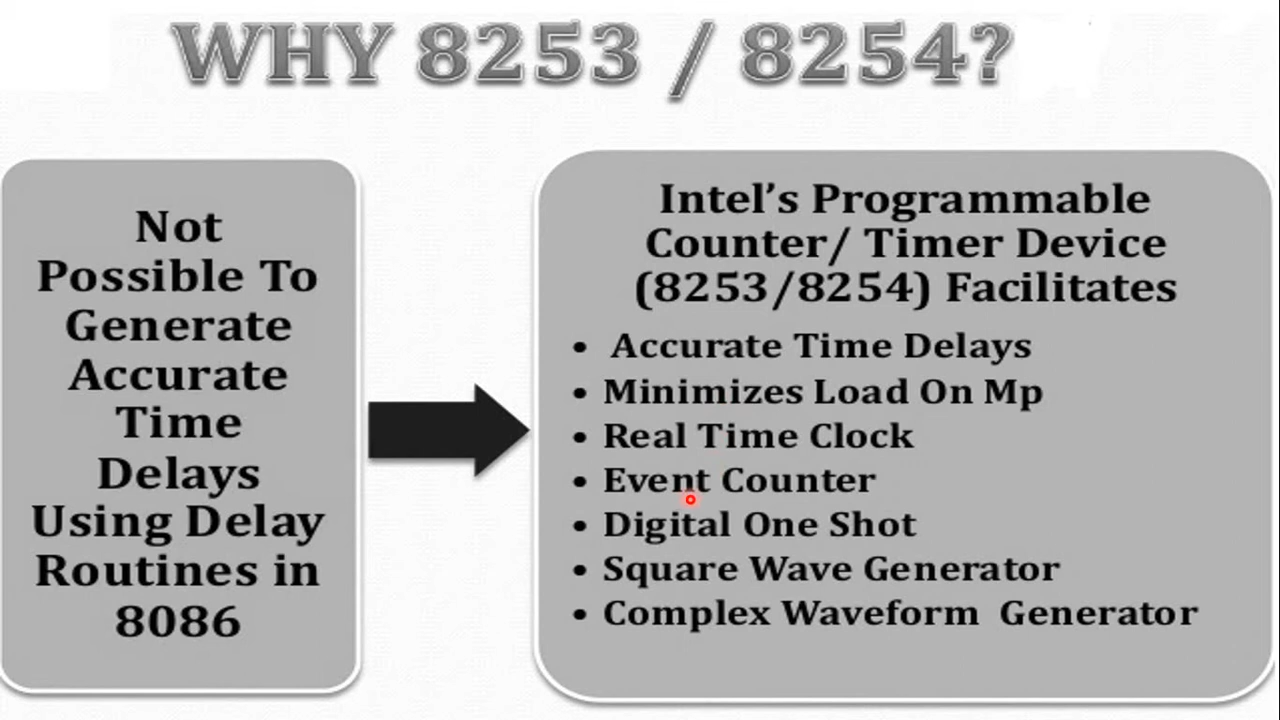 WHY 8253 / 8254?
Not
Possible To
Generate
Accurate
Time
Delays
Using Delay
Routines in
8086
Intel's Programmable
Counter/ Timer Device
(8253/8254) Facilitates
• Accurate Time Delays
• Minimizes Load On Mp
• Real Time Clock
• Event Counter
• Digital One Shot
• Square Wave Generator
• Complex Waveform Generator